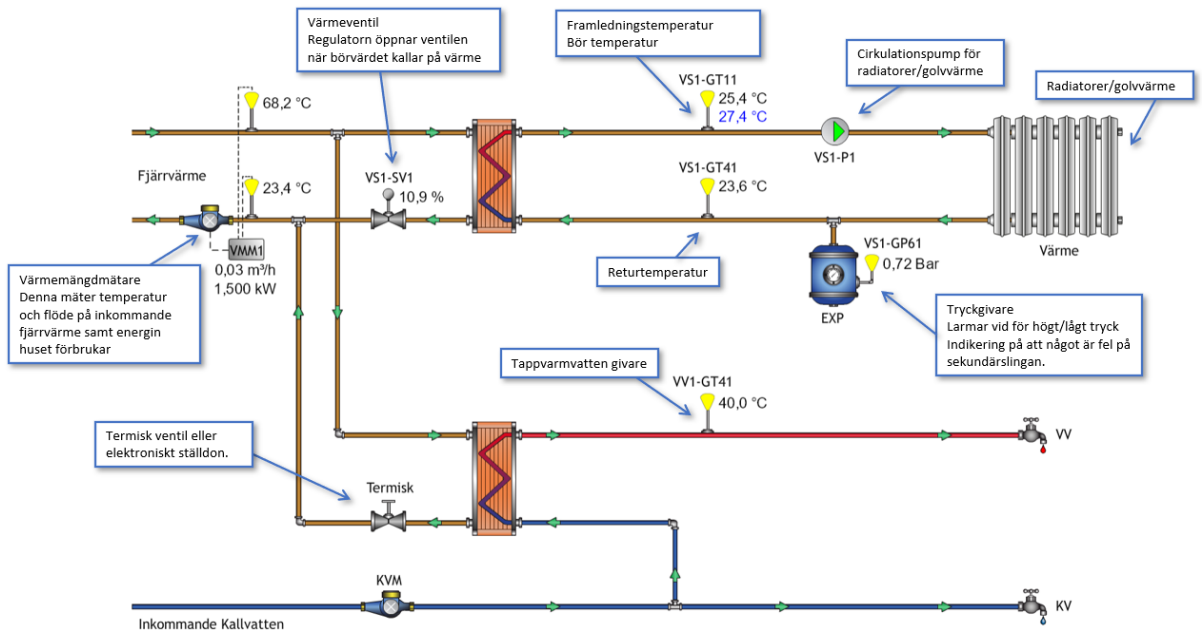 Värmeventil
Regulatorn öppnar ventilen
när börvärdet kallar på värme
Framledningstemperatur
Bör temperatur
Cirkulationspump för
radiatorer/golvvärme
Radiatorer/golvvärme
68,2 °C
VS1-GT11
25,4 °C
27,4 °C
VS1-P1
Fjärrvärme
23,4 °C
VS1-SV1
10,9 %
VS1-GT41
23,6 °C
VMM1
0,03 m³/h
1,500 kW
Värme
VS1-GP61
0,72 Bar
EXP
Returtemperatur
Värmemängdmätare
Denna mäter temperatur
och flöde på inkommande
fjärrvärme samt energin
huset förbrukar
Tryckgivare
Larmar vid för högt/lågt tryck
Indikering på att något är fel på
sekundärslingan.
Tappvarmvatten givare
VV1-GT41
40,0 °C
VV
Termisk ventil eller
elektroniskt ställdon.
Termisk
KVM
KV
Inkommande Kallvatten